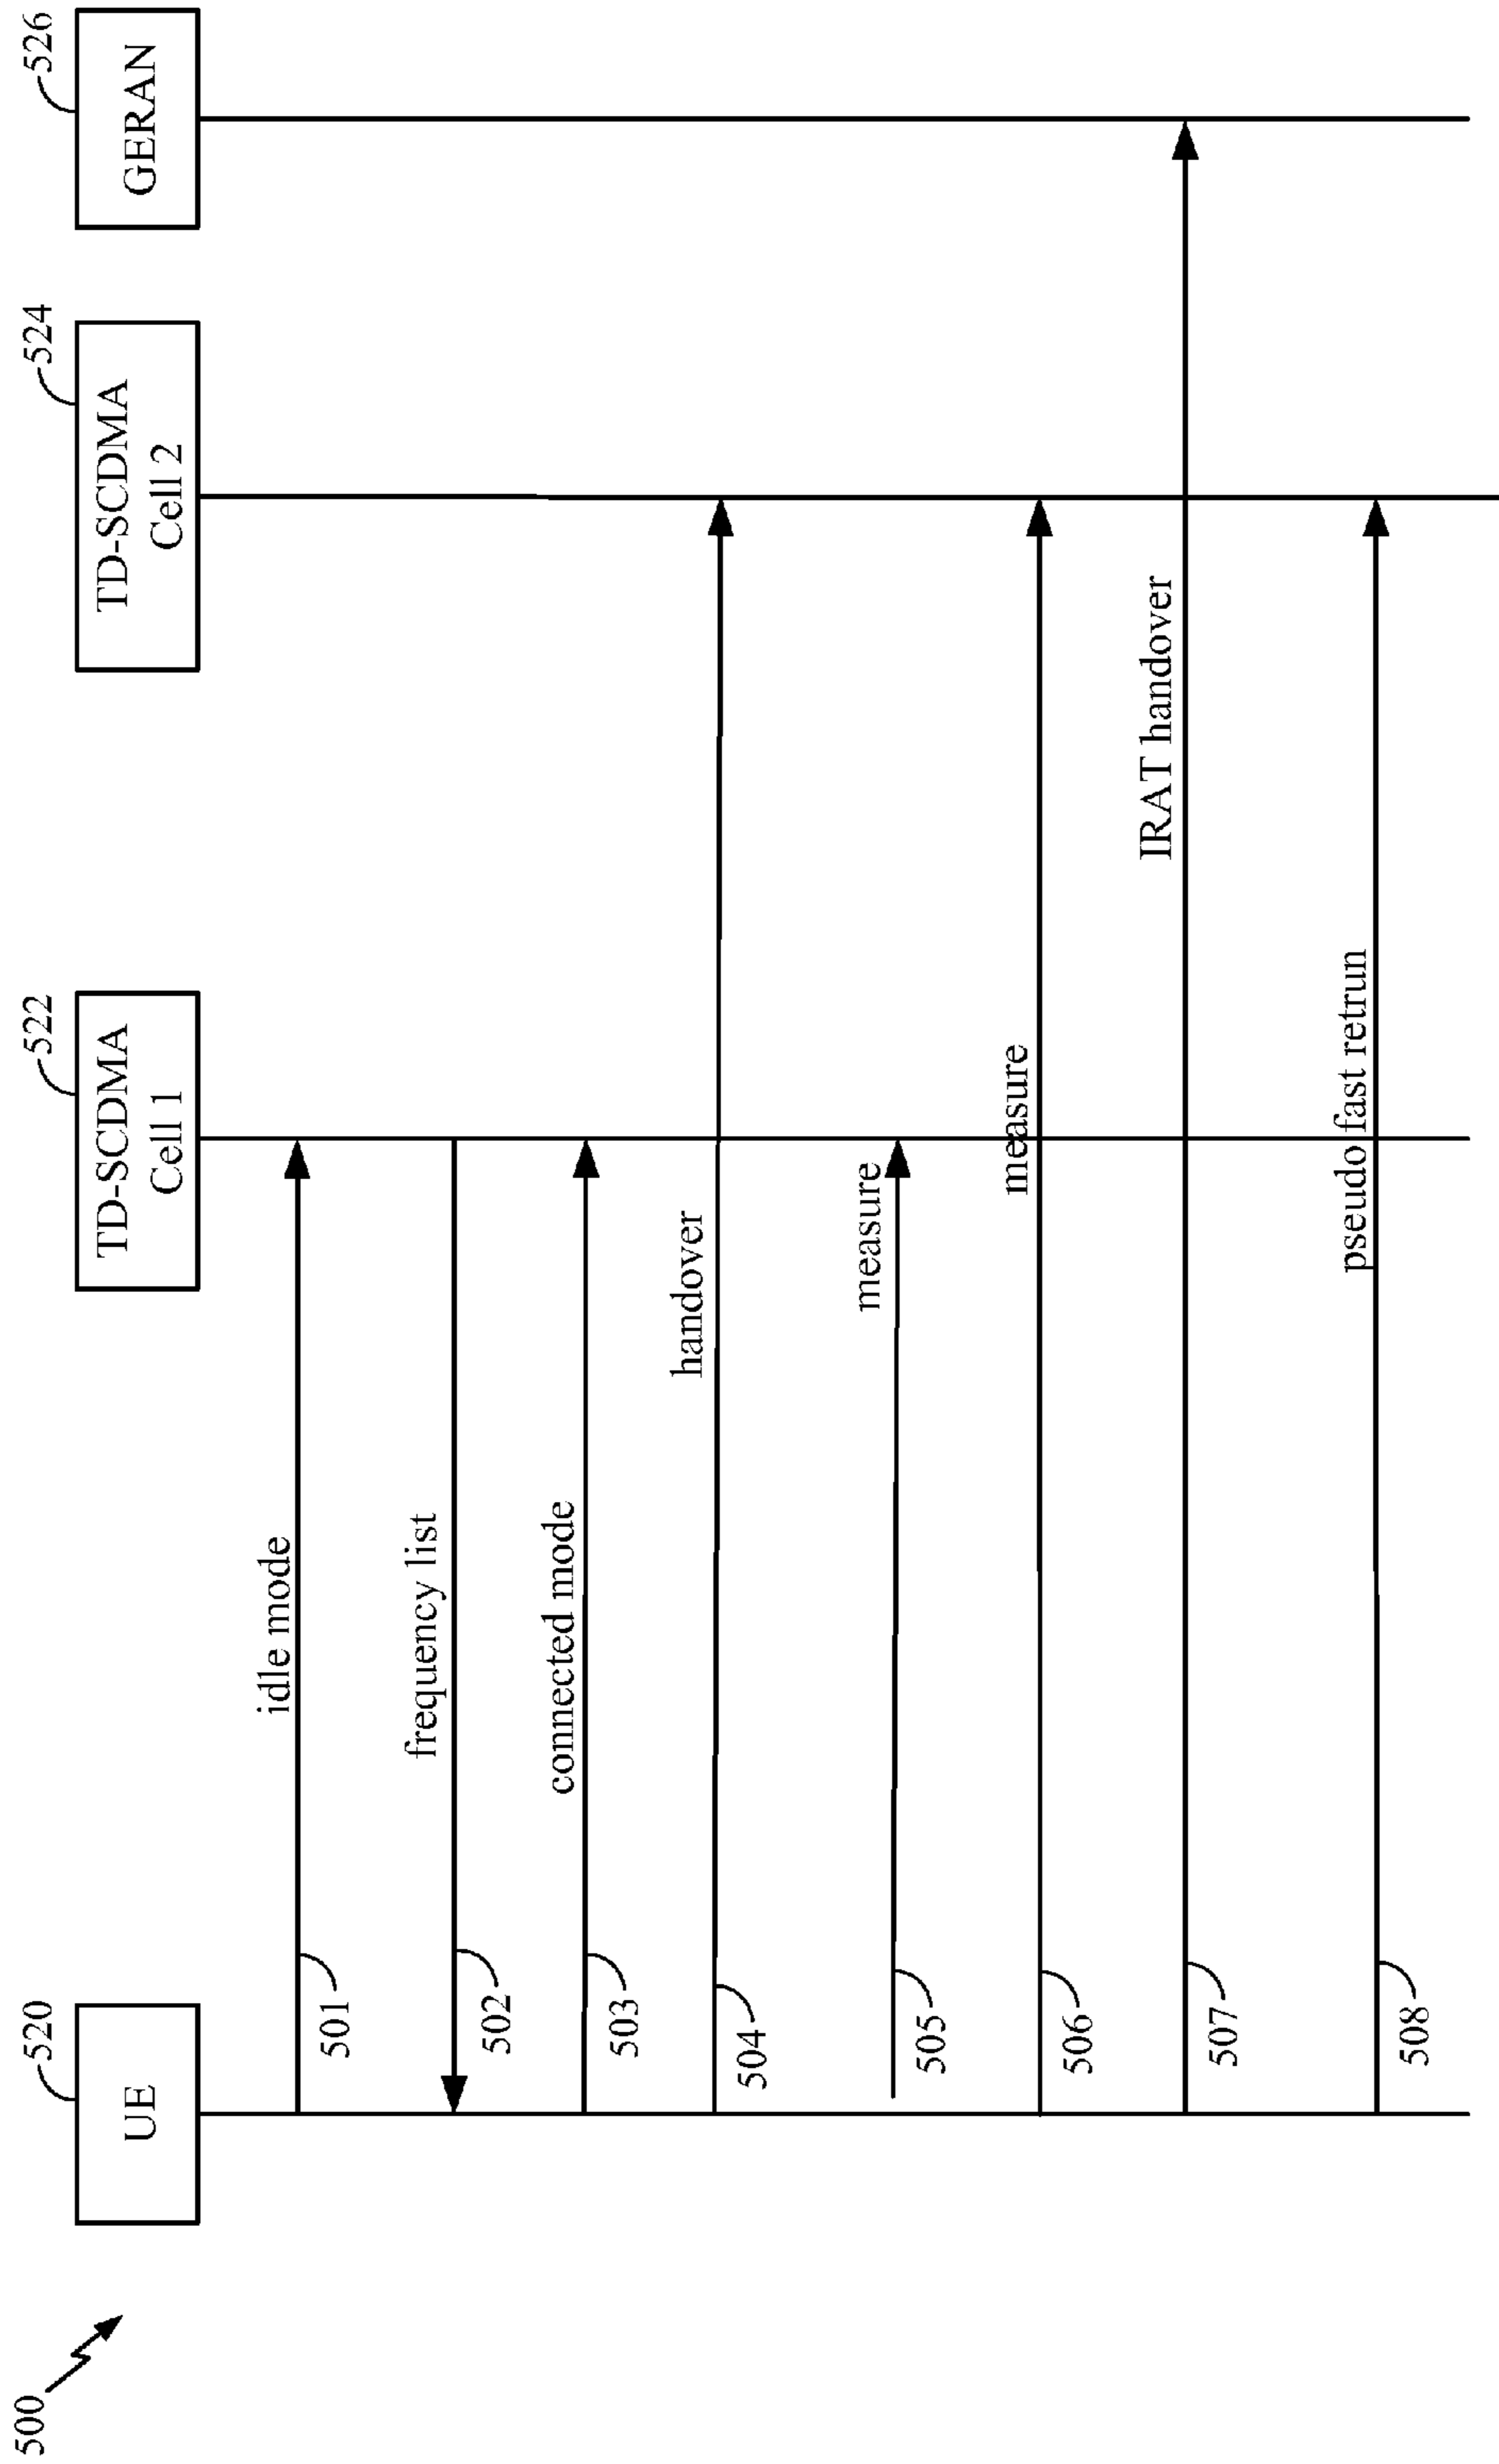 500
520
UE
522
TD-SCDMA
Cell 1
524
TD-SCDMA
Cell 2
526
GERAN
idle mode
501
frequency list
502
connected mode
503
handover
504
measure
505
measure
506
IRAT handover
507
pseudo fast retrun
508